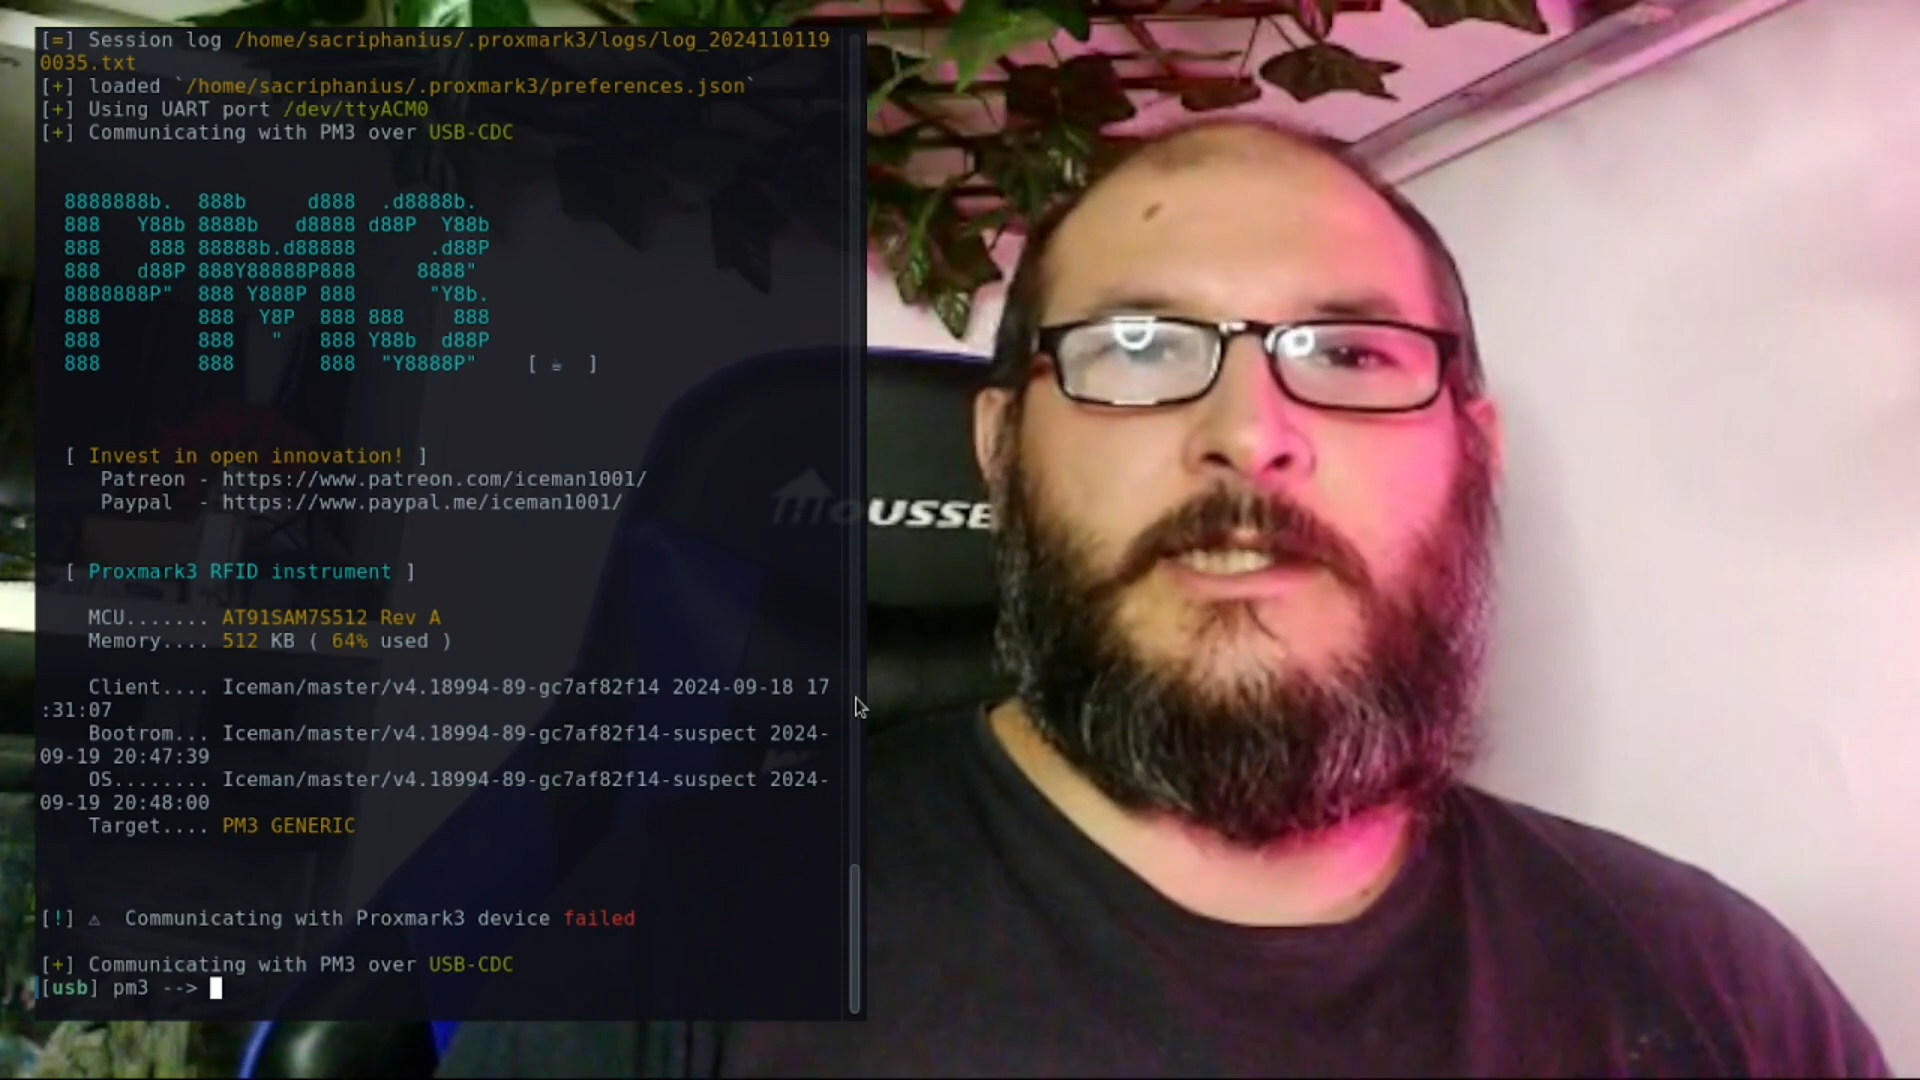 [=] Session log /home/sacriphanius/.proxmark3/logs/log_2024110119
0035.txt
[+] loaded `/home/sacriphanius/.proxmark3/preferences.json`
[+] Using UART port /dev/ttyACM0
[+] Communicating with PM3 over USB-CDC
8888888b.  888b     d888  .d8888b.
888   Y88b 8888b   d8888 d88P  Y88b
888    888 88888b.d88888      .d88P
888   d88P 888Y88888P888     8888"
8888888P"  888 Y888P 888      "Y8b.
888        888  Y8P  888 888    888
888        888   "   888 Y88b  d88P
888        888       888  "Y8888P"    [ ☕ ]
[ Invest in open innovation! ]
Patreon - https://www.patreon.com/iceman1001/
Paypal  - https://www.paypal.me/iceman1001/
[ Proxmark3 RFID instrument ]
MCU....... AT91SAM7S512 Rev A
Memory.... 512 KB ( 64% used )
Client.... Iceman/master/v4.18994-89-gc7af82f14 2024-09-18 17
:31:07
Bootrom... Iceman/master/v4.18994-89-gc7af82f14-suspect 2024-
09-19 20:47:39
OS........ Iceman/master/v4.18994-89-gc7af82f14-suspect 2024-
09-19 20:48:00
Target.... PM3 GENERIC
[!] ⚠  Communicating with Proxmark3 device failed
[+] Communicating with PM3 over USB-CDC
[usb] pm3 -->
HOUSSE